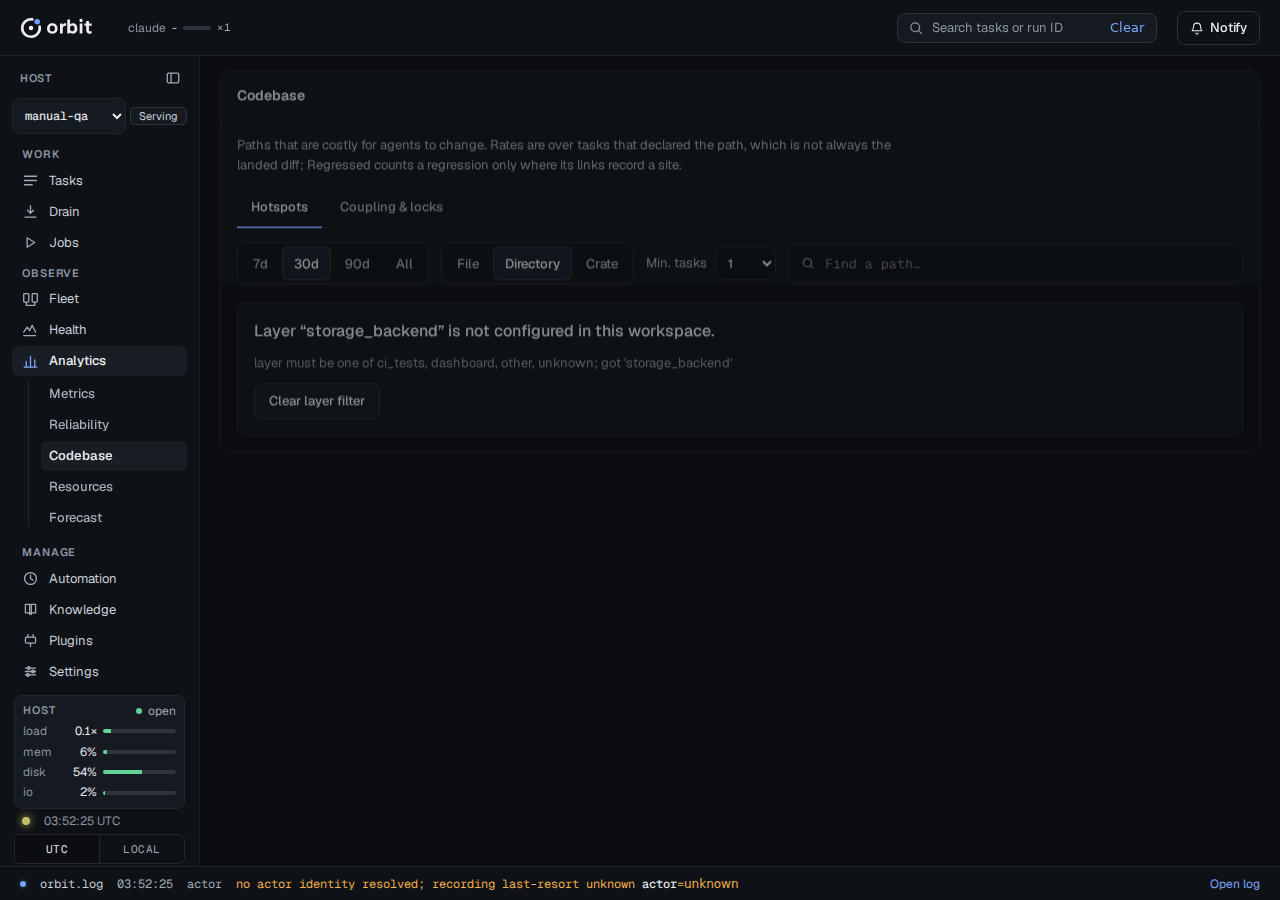 orbit
claude - ×1
Search tasks or run ID Clear
Notify
HOST
manual-qa Serving
WORK
Tasks
Drain
Jobs
OBSERVE
Fleet
Health
Analytics
Metrics
Reliability
Codebase
Resources
Forecast
MANAGE
Automation
Knowledge
Plugins
Settings
HOST open
load 0.1×
mem 6%
disk 54%
io 2%
03:52:25 UTC
UTC LOCAL
Codebase
Paths that are costly for agents to change. Rates are over tasks that declared the path, which is not always the
landed diff; Regressed counts a regression only where its links record a site.
Hotspots Coupling & locks
7d 30d 90d All File Directory Crate Min. tasks 1 Find a path…
Layer “storage_backend” is not configured in this workspace.
layer must be one of ci_tests, dashboard, other, unknown; got 'storage_backend'
Clear layer filter
orbit.log 03:52:25 actor no actor identity resolved; recording last-resort unknown actor=unknown Open log